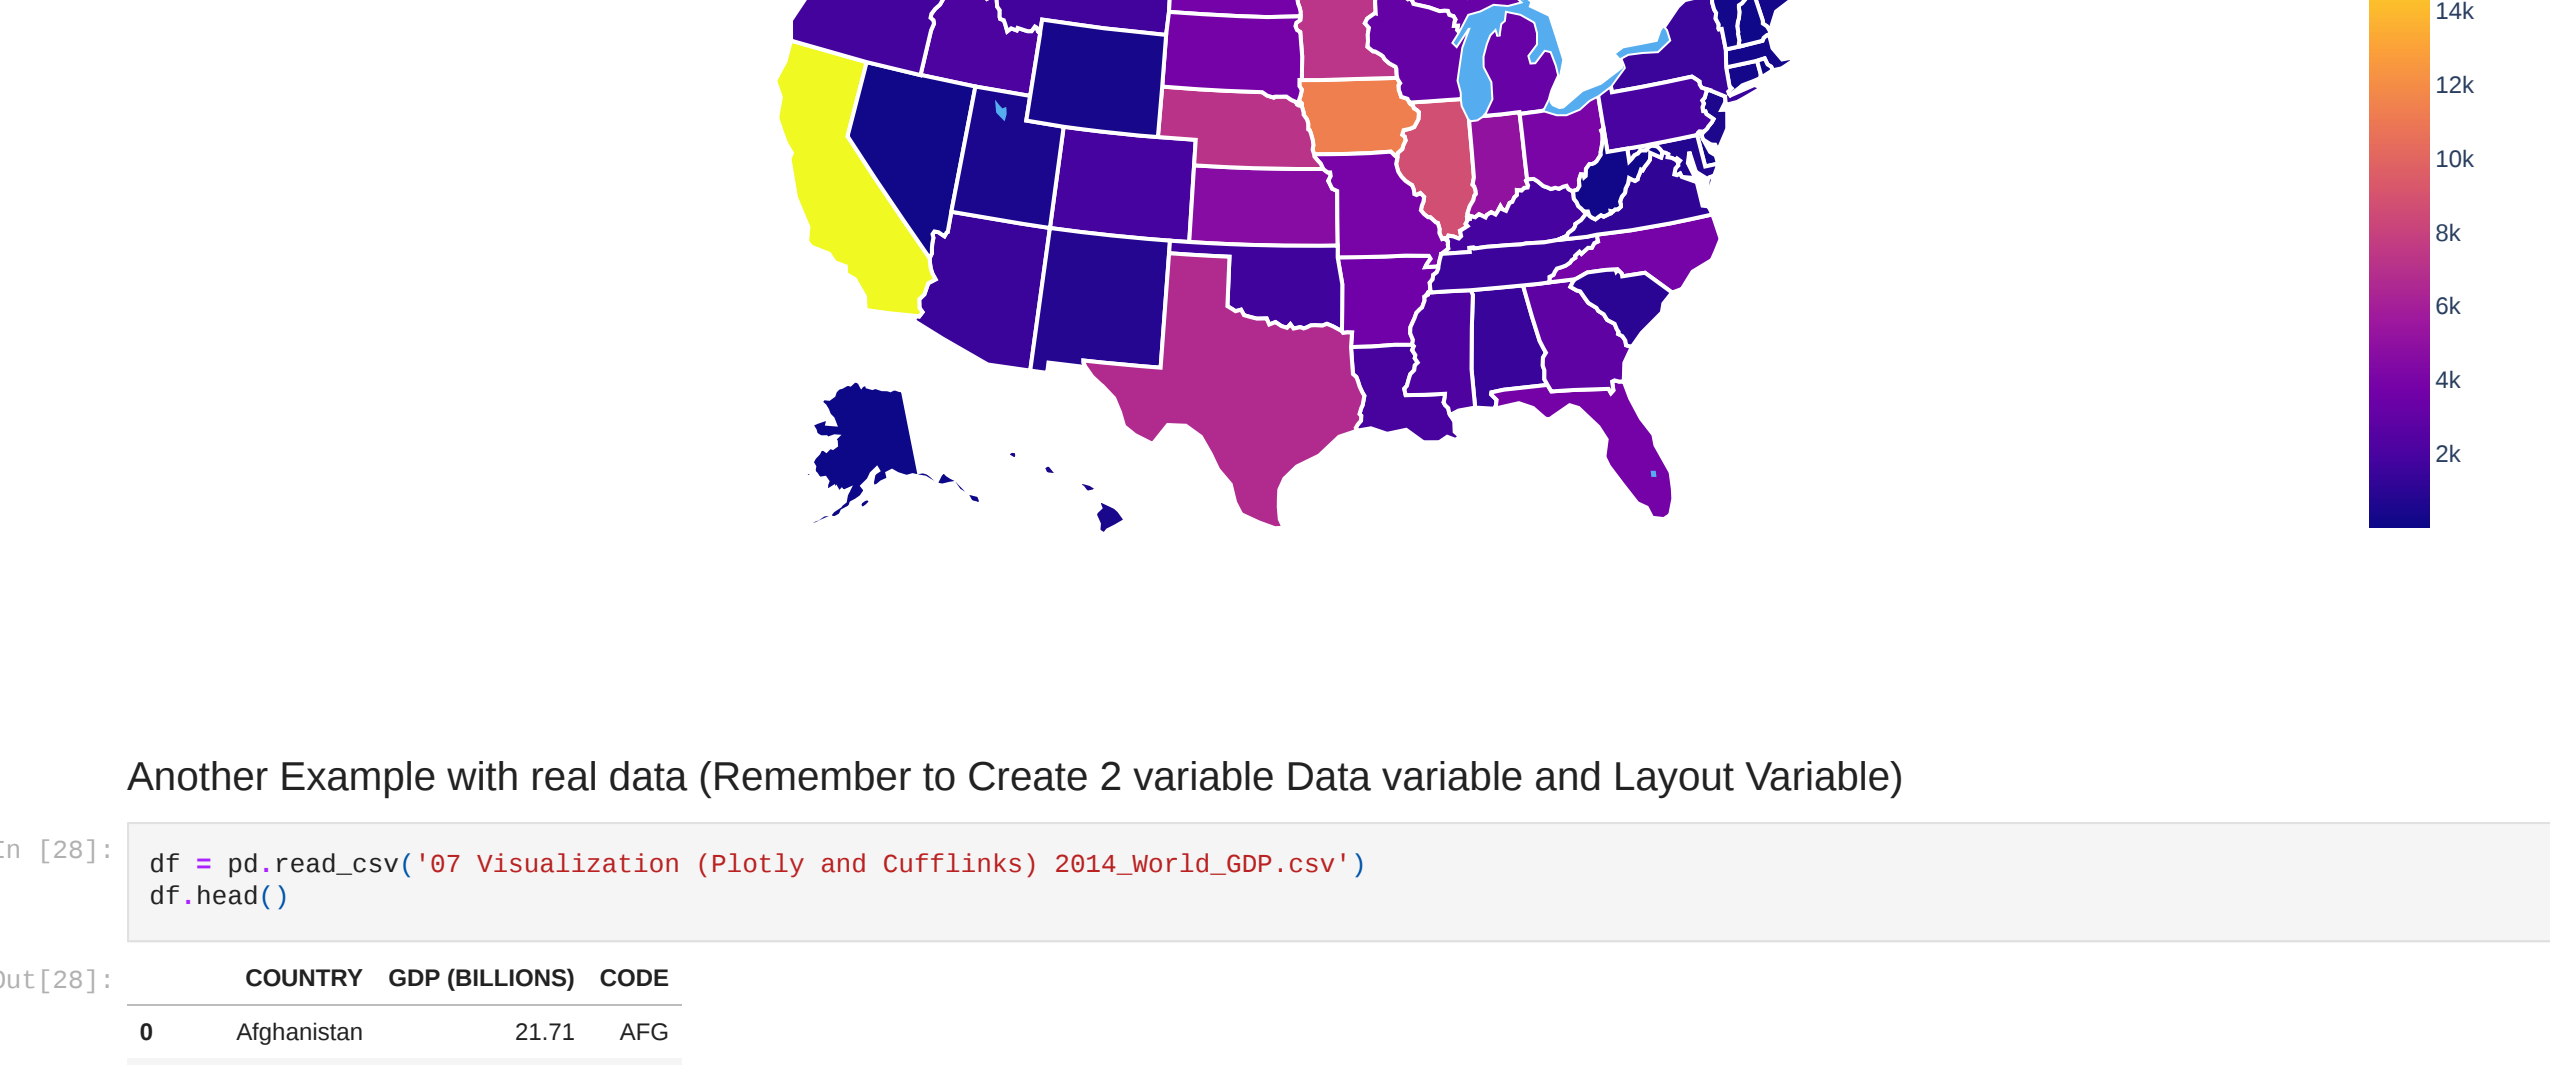 14k
12k
10k
8k
6k
4k
2k
Another Example with real data (Remember to Create 2 variable Data variable and Layout Variable)
In [28]:
df = pd.read_csv('07 Visualization (Plotly and Cufflinks) 2014_World_GDP.csv')
df.head()
Out[28]:
COUNTRY GDP (BILLIONS) CODE
0 Afghanistan 21.71 AFG